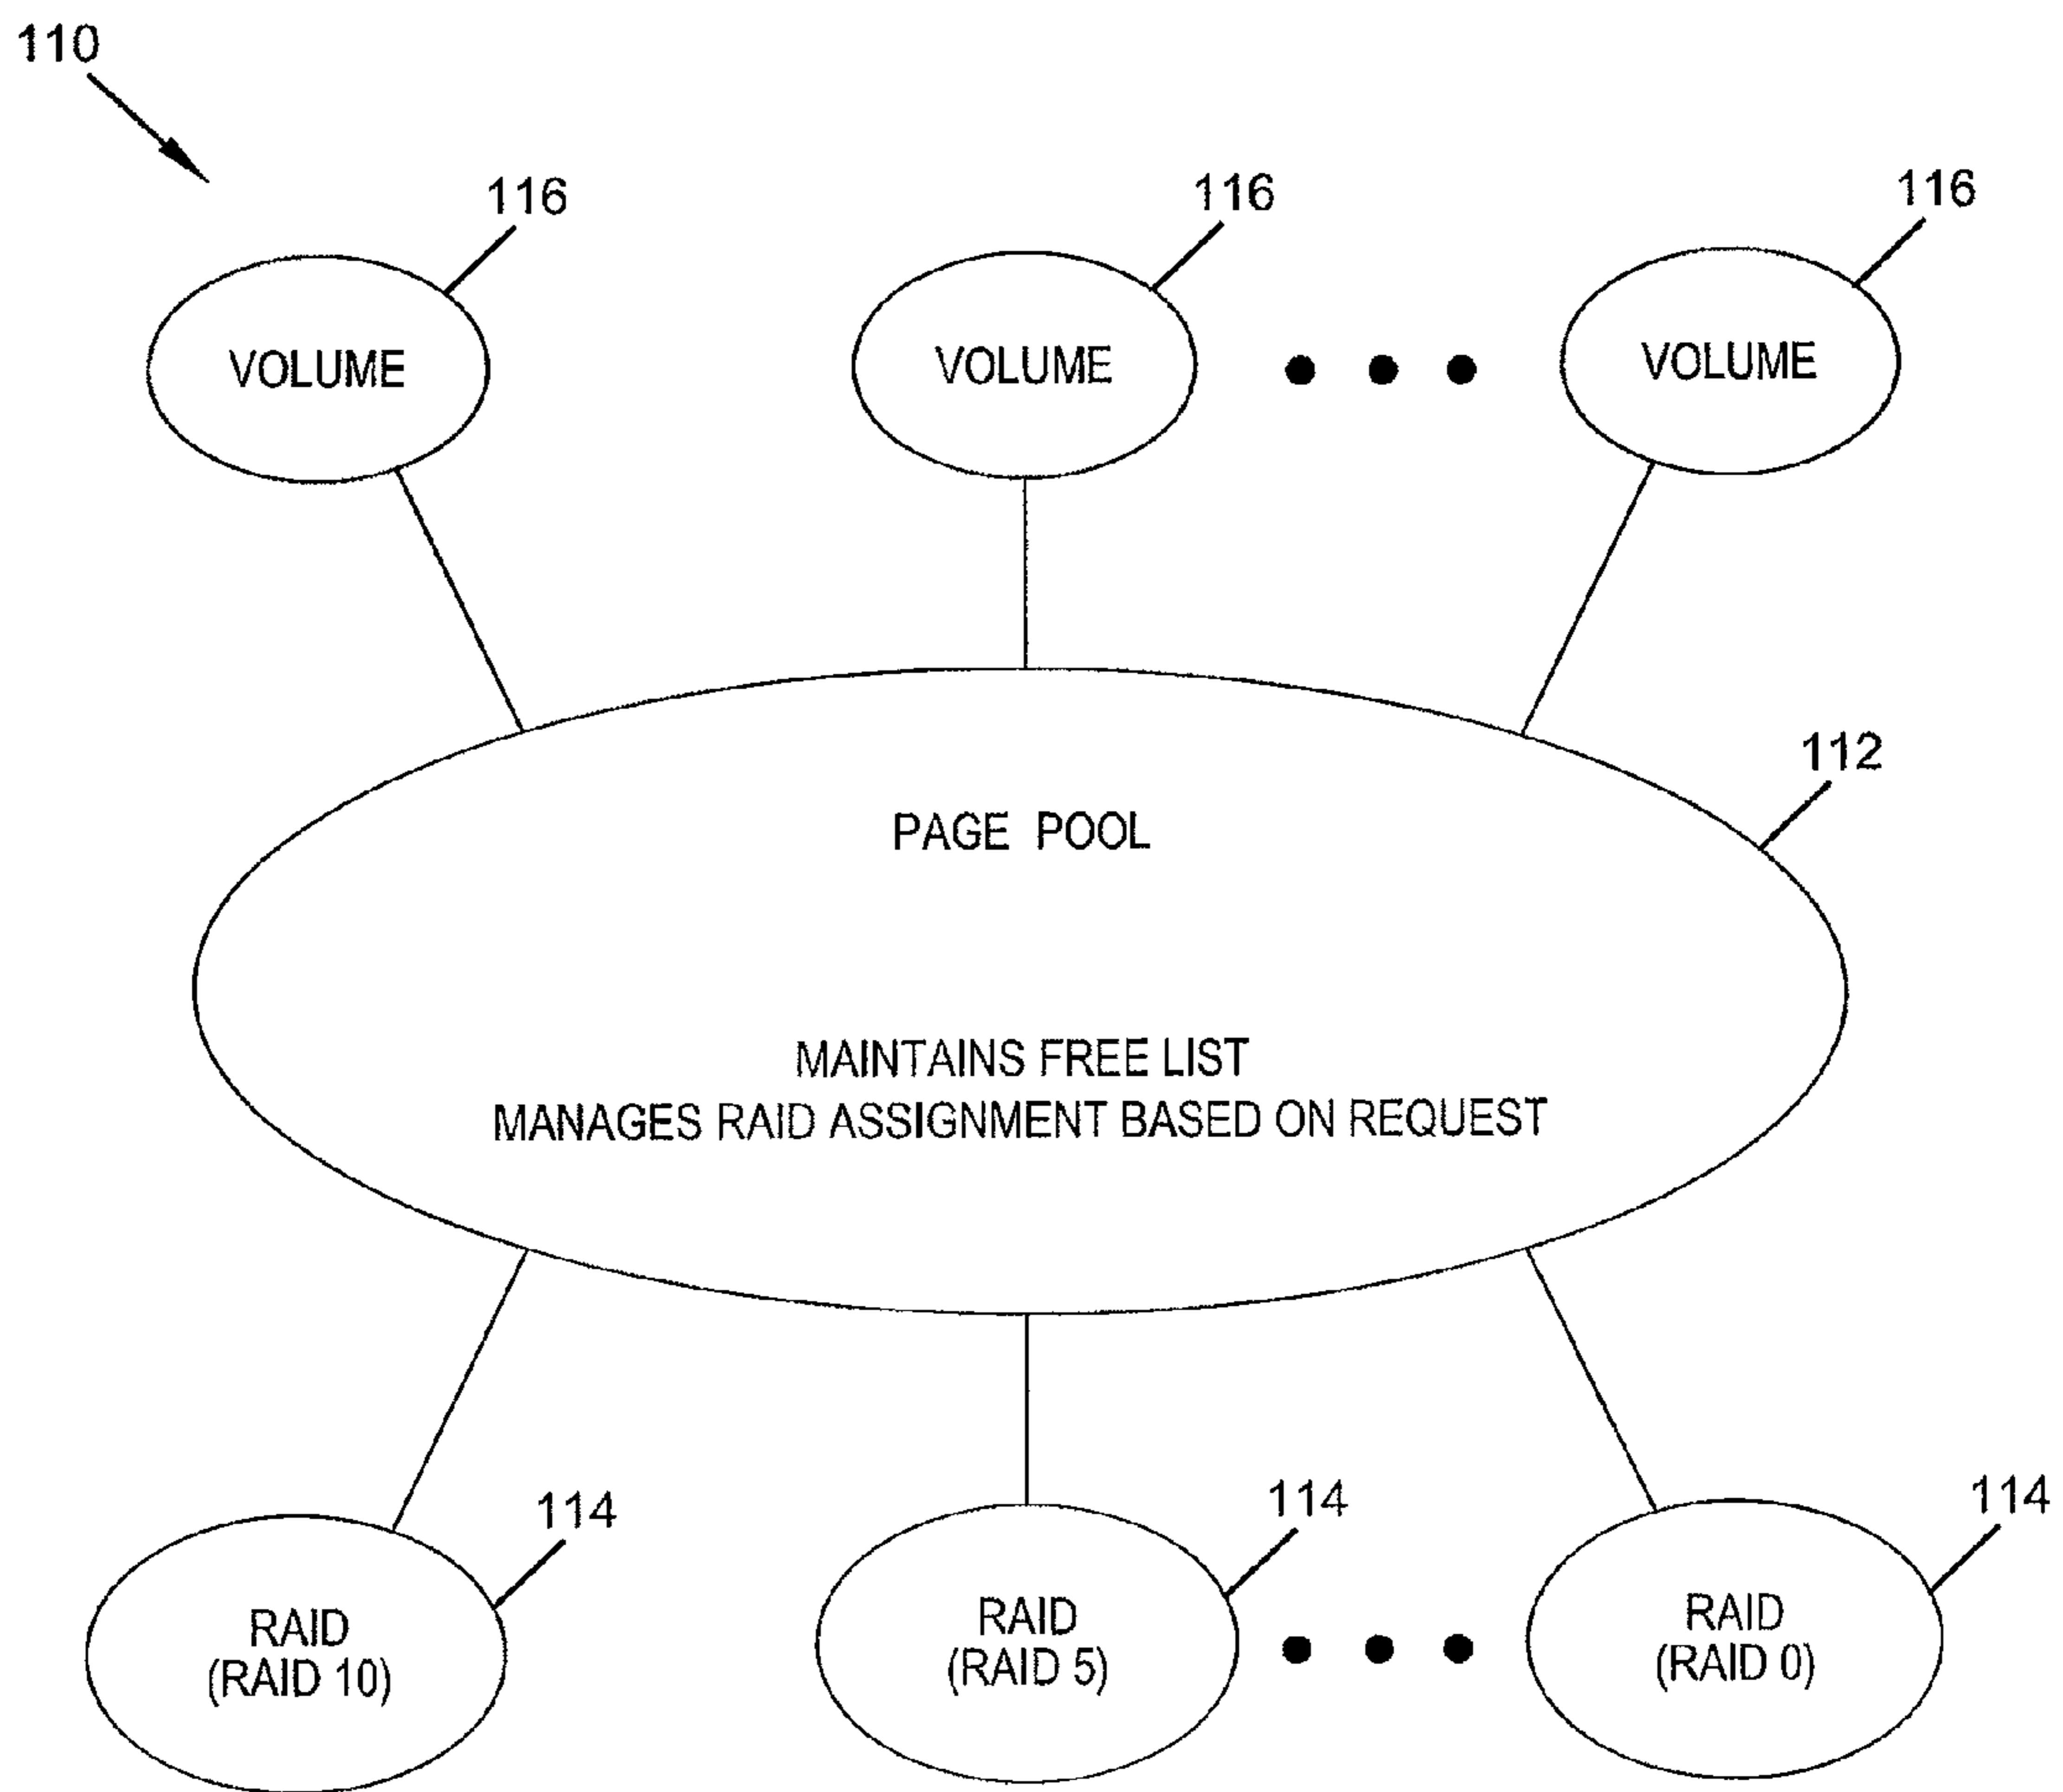 110
116
116
116
VOLUME
VOLUME
VOLUME
112
PAGE POOL
MAINTAINS FREE LIST
MANAGES RAID ASSIGNMENT BASED ON REQUEST
114
114
114
RAID
(RAID 10)
RAID
(RAID 5)
RAID
(RAID 0)